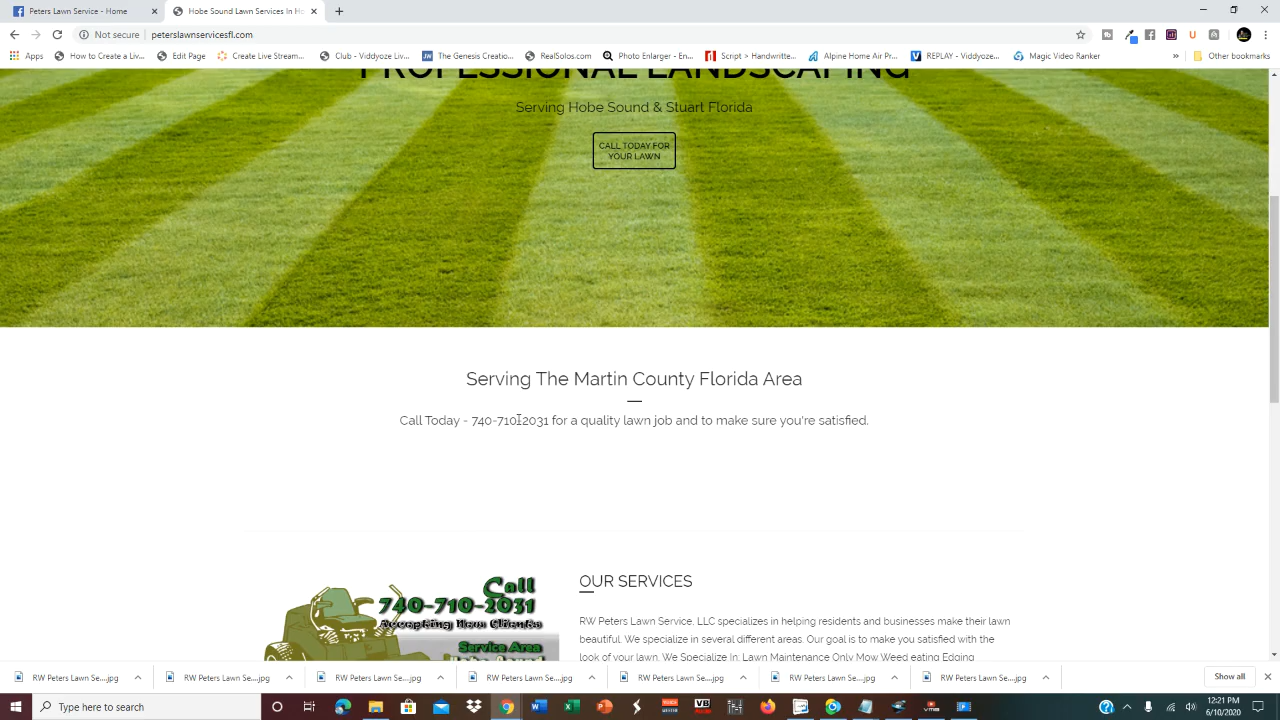 Peters Lawn Service - Home
Hobe Sound Lawn Services In Ho
Not secure | peterslawnservicesfl.com
Apps
How to Create a Liv...
Edit Page
Create Live Stream...
Club - Viddyoze Liv...
The Genesis Creatio...
RealSolos.com
Photo Enlarger - En...
Script > Handwritte...
Alpine Home Air Pr...
REPLAY - Viddyoze...
Magic Video Ranker
»
Other bookmarks
PROFESSIONAL LANDSCAPING
Serving Hobe Sound & Stuart Florida
CALL TODAY FOR
YOUR LAWN
Serving The Martin County Florida Area
Call Today - 740-710-2031 for a quality lawn job and to make sure you're satisfied.
Call
740-710-2031
Accepting New Clients
Service Area
OUR SERVICES
RW Peters Lawn Service, LLC specializes in helping residents and businesses make their lawn
beautiful. We specialize in several different areas. Our goal is to make you satisfied with the
look of your lawn. We Specialize In: Lawn Maintenance Only Mow Weed eating Edging
RW Peters Lawn Se....jpg
RW Peters Lawn Se....jpg
RW Peters Lawn Se....jpg
RW Peters Lawn Se....jpg
RW Peters Lawn Se....jpg
RW Peters Lawn Se....jpg
RW Peters Lawn Se....jpg
Show all
Type here to search
12:21 PM
6/10/2020